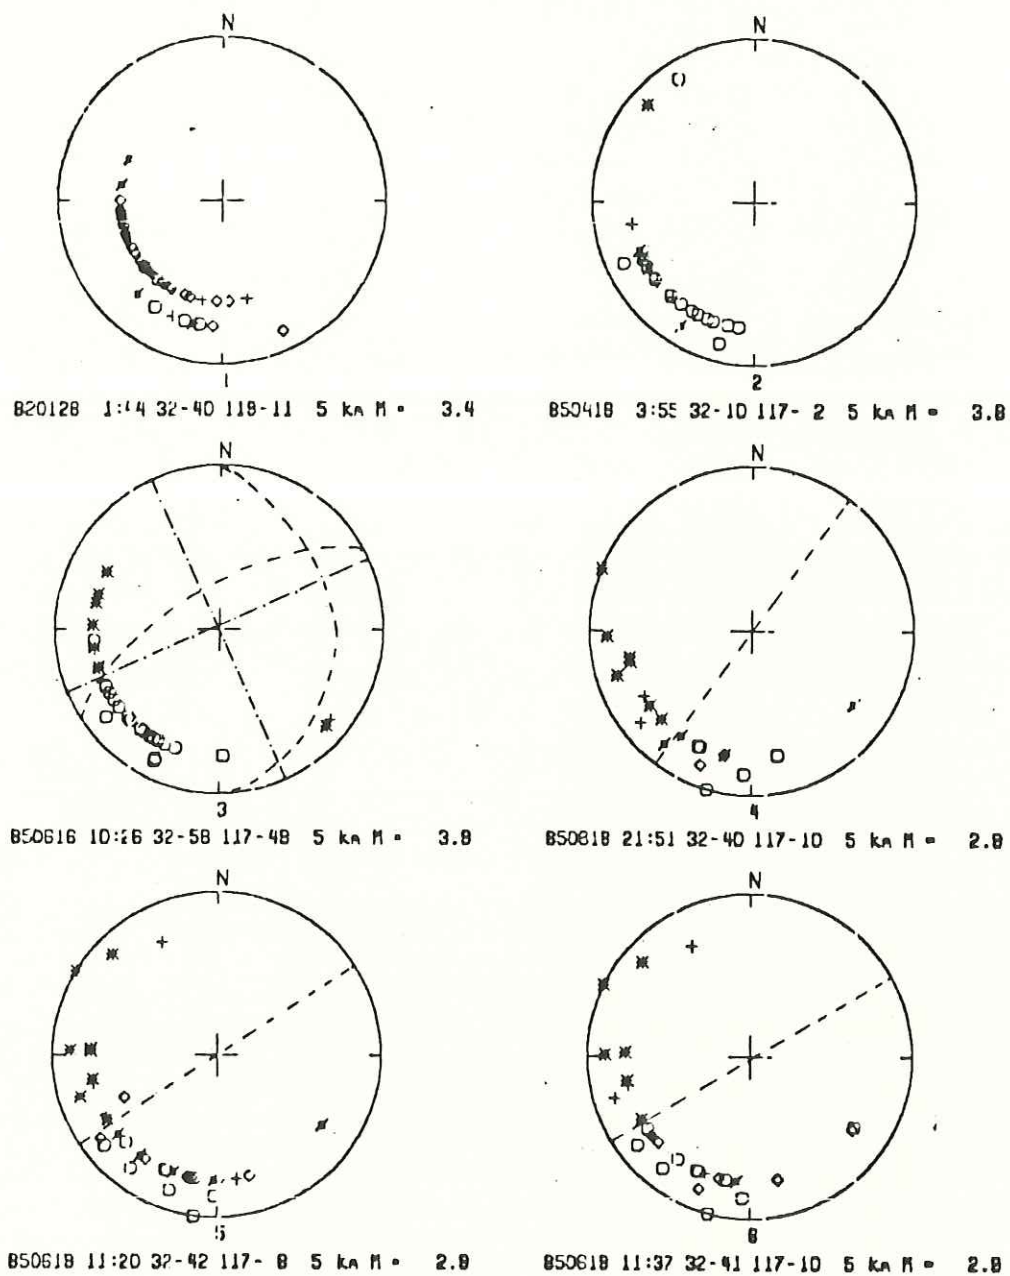 N
N
1
2
820128 1:44 32-40 118-11 5 km M = 3.4
850418 3:55 32-10 117- 2 5 km M = 3.8
N
N
3
4
850616 10:26 32-58 117-48 5 km M = 3.8
850618 21:51 32-40 117-10 5 km M = 2.8
N
N
5
6
850618 11:20 32-42 117- 8 5 km M = 2.8
850618 11:37 32-41 117-10 5 km M = 2.8